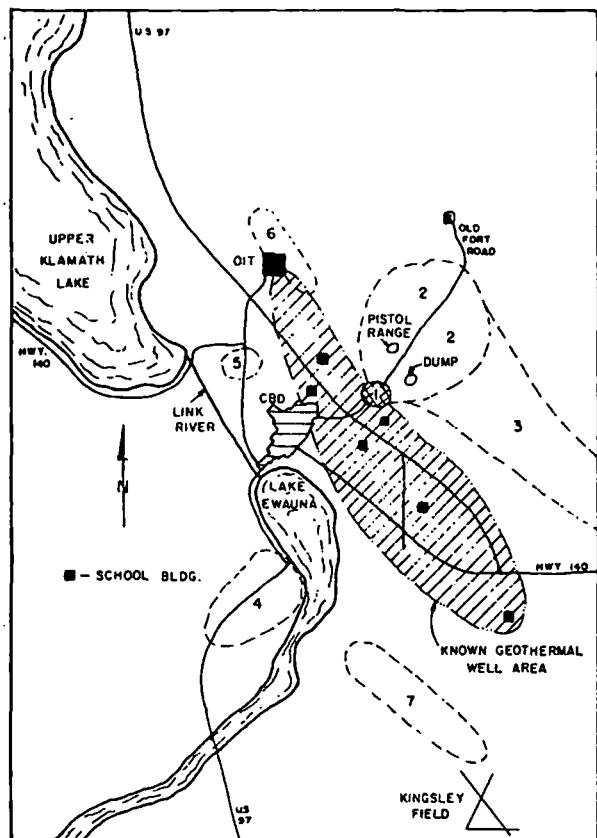 US 97
UPPER
KLAMATH
LAKE
6
OIT
OLD
FORT
ROAD
2
PISTOL
RANGE
2
DUMP
HWY.
140
5
LINK
RIVER
CBD
1
3
N
LAKE
EWAUNA
■ - SCHOOL BLDG.
HWY 140
4
KNOWN GEOTHERMAL
WELL AREA
7
KINGSLEY
FIELD
US
97